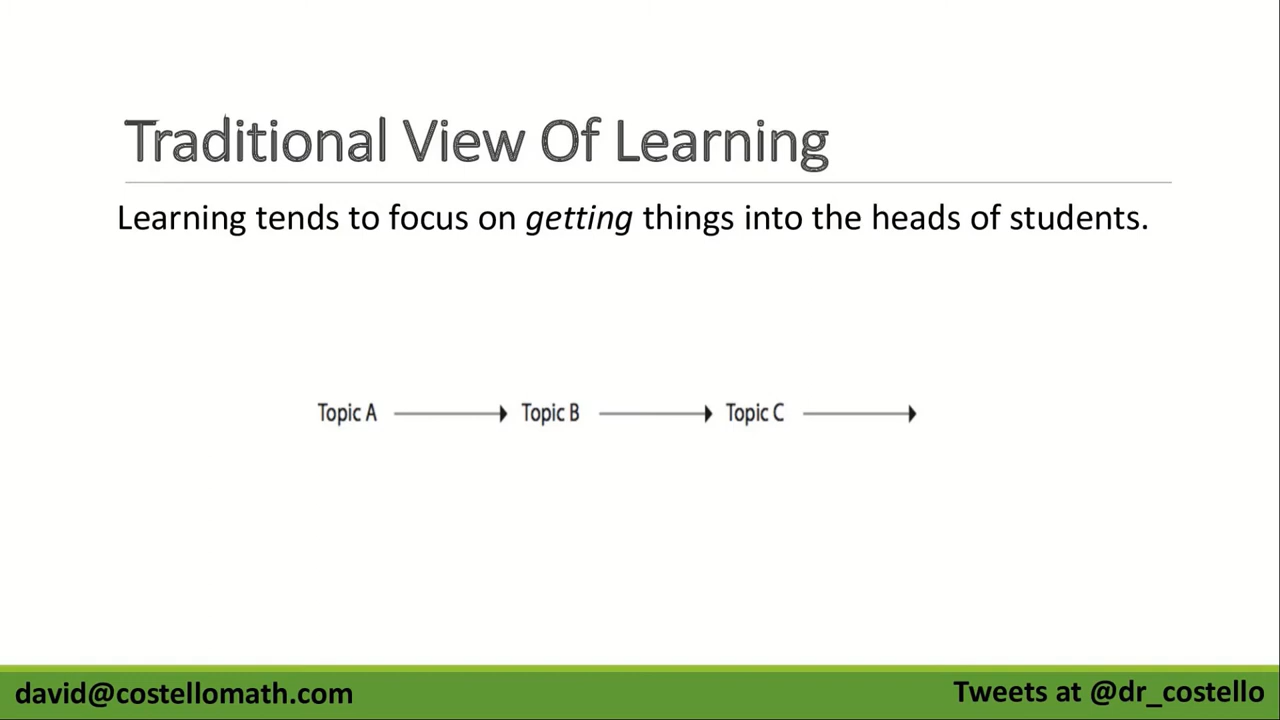 Traditional View Of Learning
Learning tends to focus on getting things into the heads of students.
Topic A Topic B Topic C
david@costellomath.com Tweets at @dr_costello